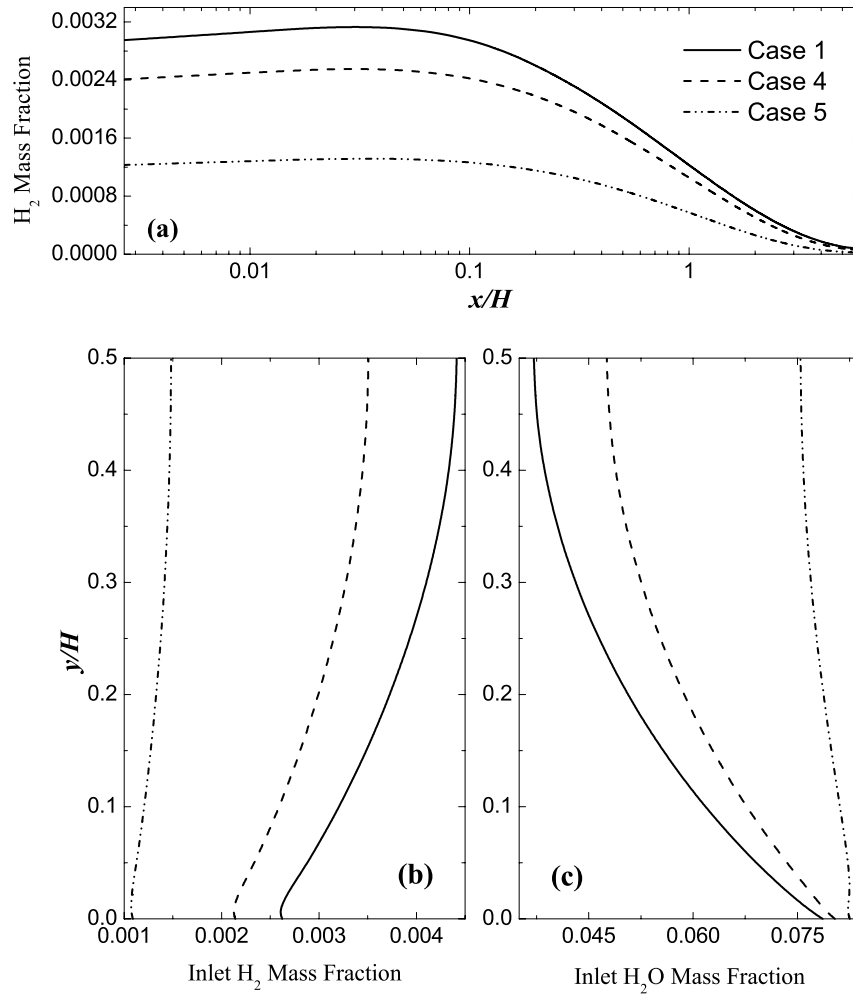 0.0032
0.0024
0.0016
0.0008
0.0000
H2 Mass Fraction
Case 1
Case 4
Case 5
(a)
0.01
0.1
1
x/H
0.5
0.4
0.3
0.2
0.1
0.0
y/H
(b)
0.001
0.002
0.003
0.004
Inlet H2 Mass Fraction
0.5
0.4
0.3
0.2
0.1
0.0
(c)
0.045
0.060
0.075
Inlet H2O Mass Fraction